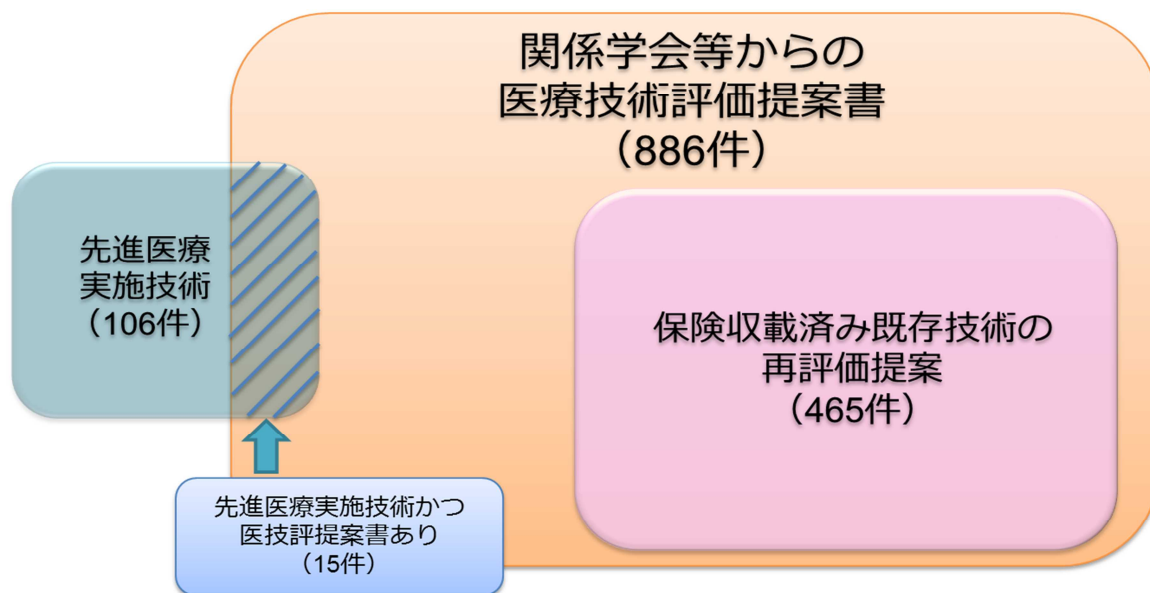 関係学会等からの
医療技術評価提案書
（886件）
先進医療
実施技術
（106件）
保険収載済み既存技術の
再評価提案
（465件）
先進医療実施技術かつ
医技評提案書あり
（15件）